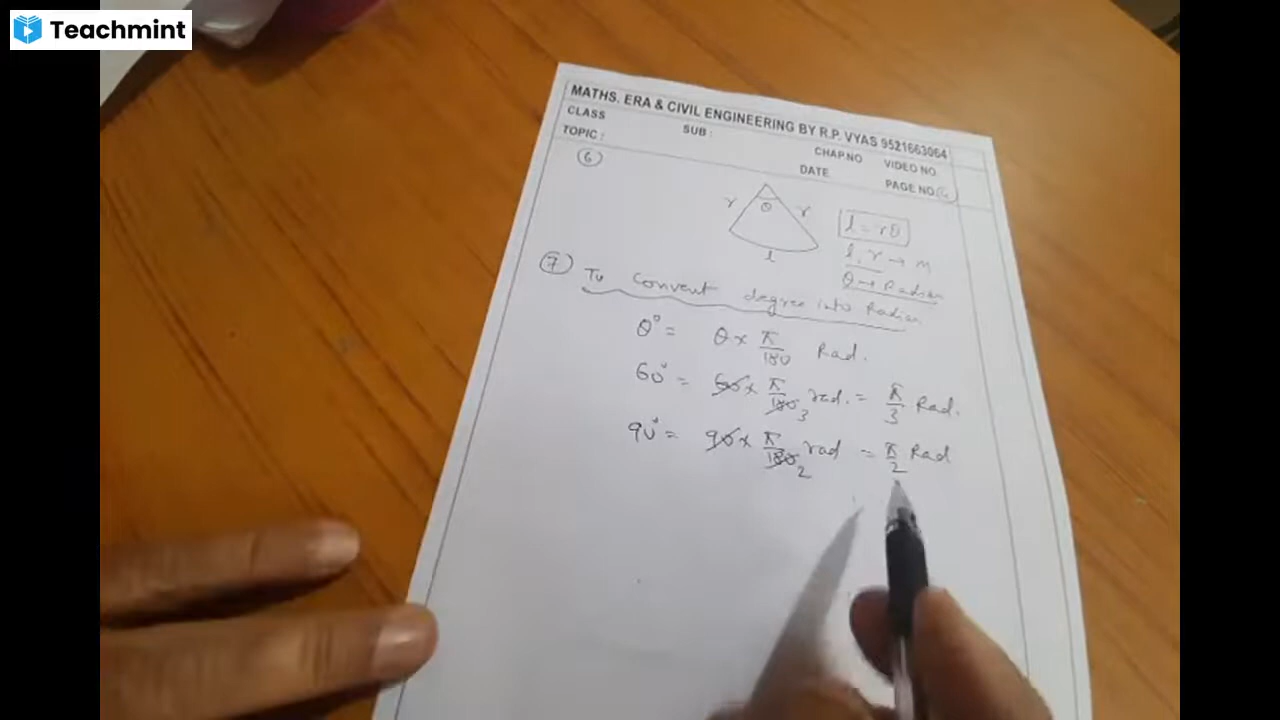 Teachmint
MATHS. ERA & CIVIL ENGINEERING BY R.P. VYAS 9521663064
CLASS SUB : CHAP.NO VIDEO NO.
TOPIC : DATE PAGE NO.
6
r θ r
l
l = rθ
l, r → m
θ → Radian
7 To Convert degree into Radian
θ° = θ × π/180 Rad.
60° = 60 × π/180 3 rad. = π/3 Rad.
90° = 90 × π/180 2 rad = π/2 Rad